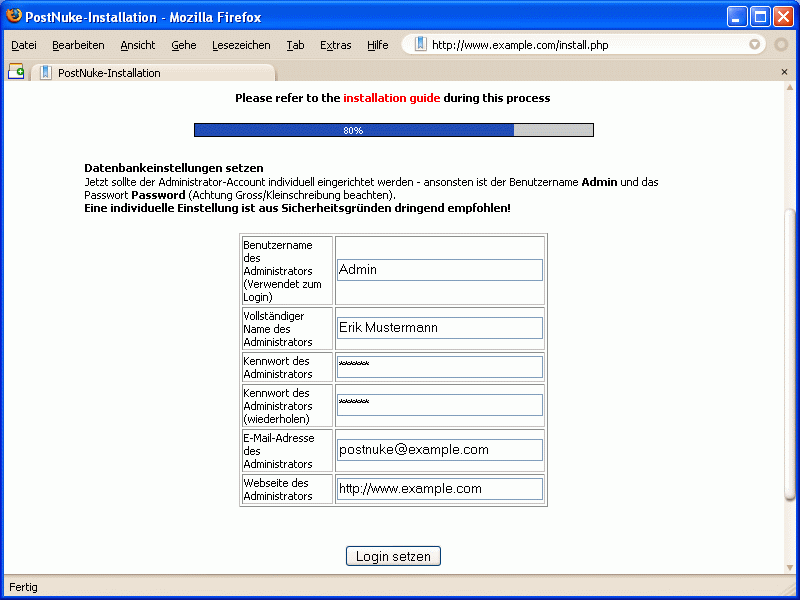 PostNuke-Installation - Mozilla Firefox
Datei Bearbeiten Ansicht Gehe Lesezeichen Tab Extras Hilfe http://www.example.com/install.php
PostNuke-Installation
Please refer to the installation guide during this process
80%
Datenbankeinstellungen setzen
Jetzt sollte der Administrator-Account individuell eingerichtet werden - ansonsten ist der Benutzername Admin und das
Passwort Password (Achtung Gross/Kleinschreibung beachten).
Eine individuelle Einstellung ist aus Sicherheitsgründen dringend empfohlen!
Benutzername
des
Administrators
(Verwendet zum
Login)
Admin
Vollständiger
Name des
Administrators
Erik Mustermann
Kennwort des
Administrators
******
Kennwort des
Administrators
(wiederholen)
******
E-Mail-Adresse
des
Administrators
postnuke@example.com
Webseite des
Administrators
http://www.example.com
Login setzen
Fertig